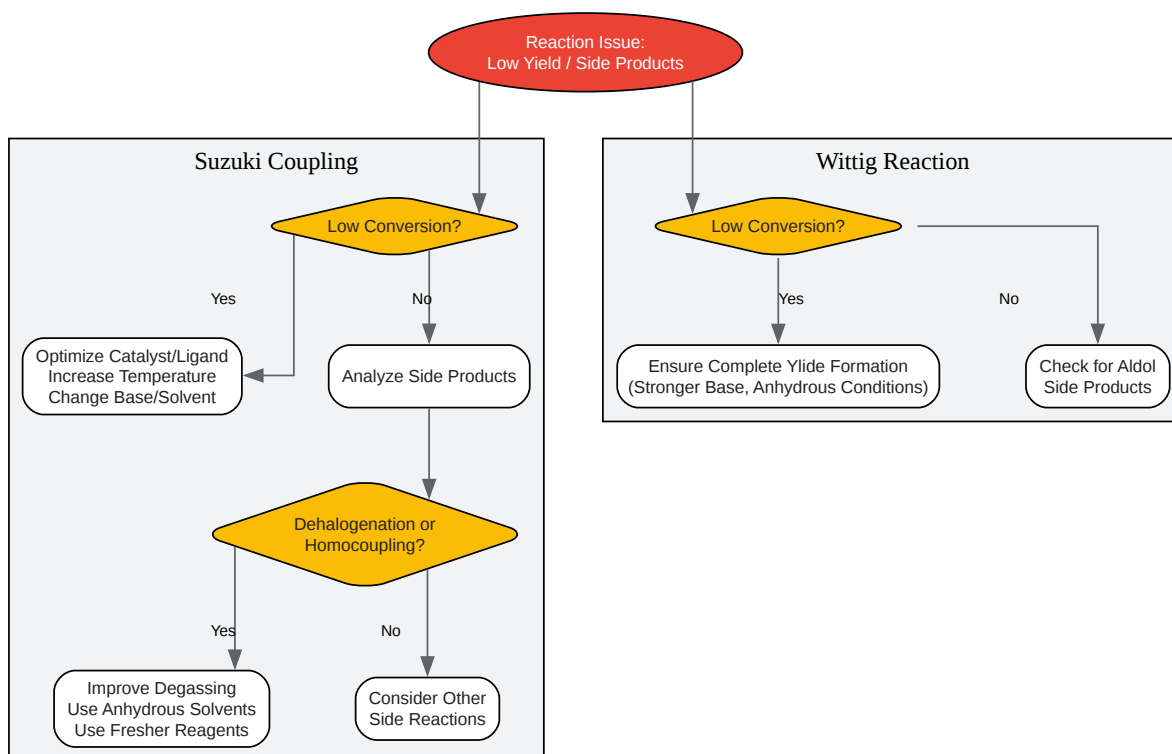 Reaction Issue:
Low Yield / Side Products
Suzuki Coupling
Low Conversion?
Yes
No
Optimize Catalyst/Ligand
Increase Temperature
Change Base/Solvent
Analyze Side Products
Dehalogenation or
Homocoupling?
Yes
No
Improve Degassing
Use Anhydrous Solvents
Use Fresher Reagents
Consider Other
Side Reactions
Wittig Reaction
Low Conversion?
Yes
No
Ensure Complete Ylide Formation
(Stronger Base, Anhydrous Conditions)
Check for Aldol
Side Products